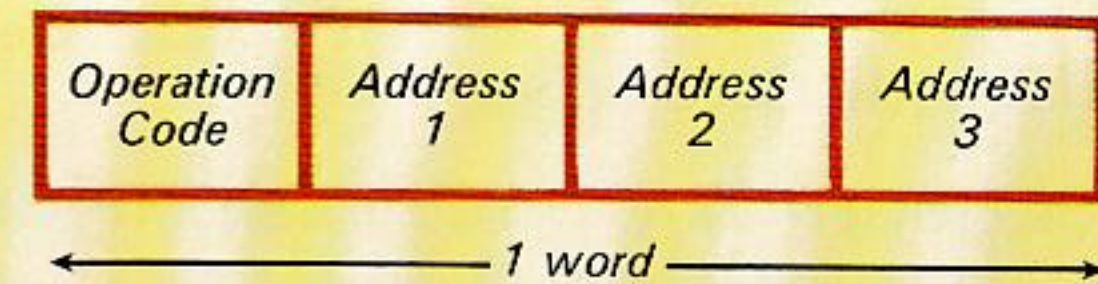 Operation
Code
Address
1
Address
2
Address
3
1 word